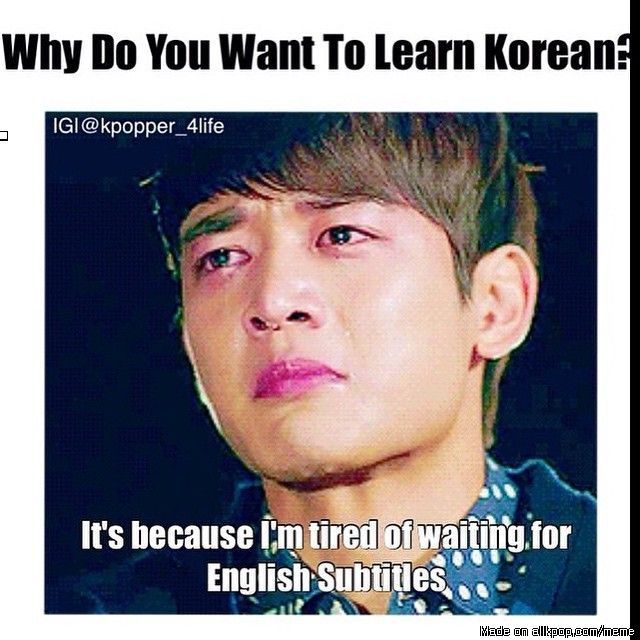 Why Do You Want To Learn Korean?
IG|@kpopper_4life
It's because I'm tired of waiting for
English Subtitles
Made on allkpop.com/meme